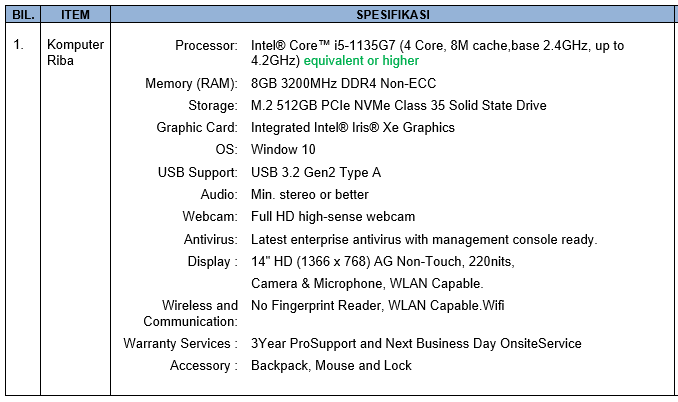 BIL. ITEM SPESIFIKASI
1. Komputer Riba
Processor: Intel® Core™ i5-1135G7 (4 Core, 8M cache,base 2.4GHz, up to
4.2GHz) equivalent or higher
Memory (RAM): 8GB 3200MHz DDR4 Non-ECC
Storage: M.2 512GB PCIe NVMe Class 35 Solid State Drive
Graphic Card: Integrated Intel® Iris® Xe Graphics
OS: Window 10
USB Support: USB 3.2 Gen2 Type A
Audio: Min. stereo or better
Webcam: Full HD high-sense webcam
Antivirus: Latest enterprise antivirus with management console ready.
Display : 14" HD (1366 x 768) AG Non-Touch, 220nits,
Camera & Microphone, WLAN Capable.
Wireless and
Communication: No Fingerprint Reader, WLAN Capable.Wifi
Warranty Services : 3Year ProSupport and Next Business Day OnsiteService
Accessory : Backpack, Mouse and Lock